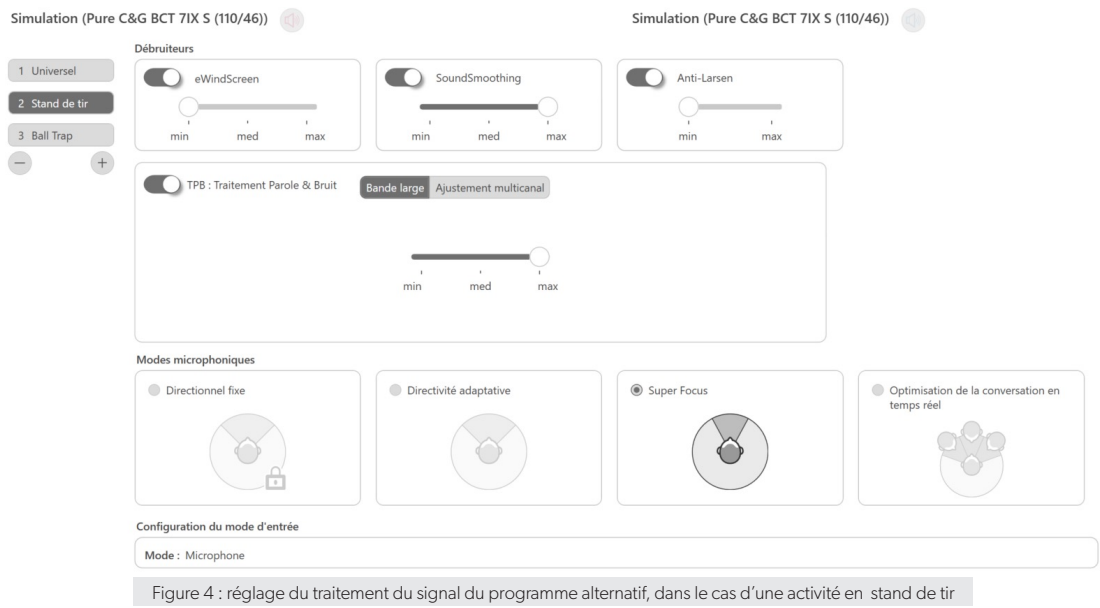 Simulation (Pure C&G BCT 7IX S (110/46)) Simulation (Pure C&G BCT 7IX S (110/46))
Débruiteurs
1 Universel
2 Stand de tir
3 Ball Trap
− +
eWindScreen
min med max
SoundSmoothing
min med max
Anti-Larsen
min max
TPB : Traitement Parole & Bruit Bande large Ajustement multicanal
min med max
Modes microphoniques
Directionnel fixe
Directivité adaptative
Super Focus
Optimisation de la conversation en
temps réel
Configuration du mode d'entrée
Mode : Microphone
Figure 4 : réglage du traitement du signal du programme alternatif, dans le cas d’une activité en stand de tir